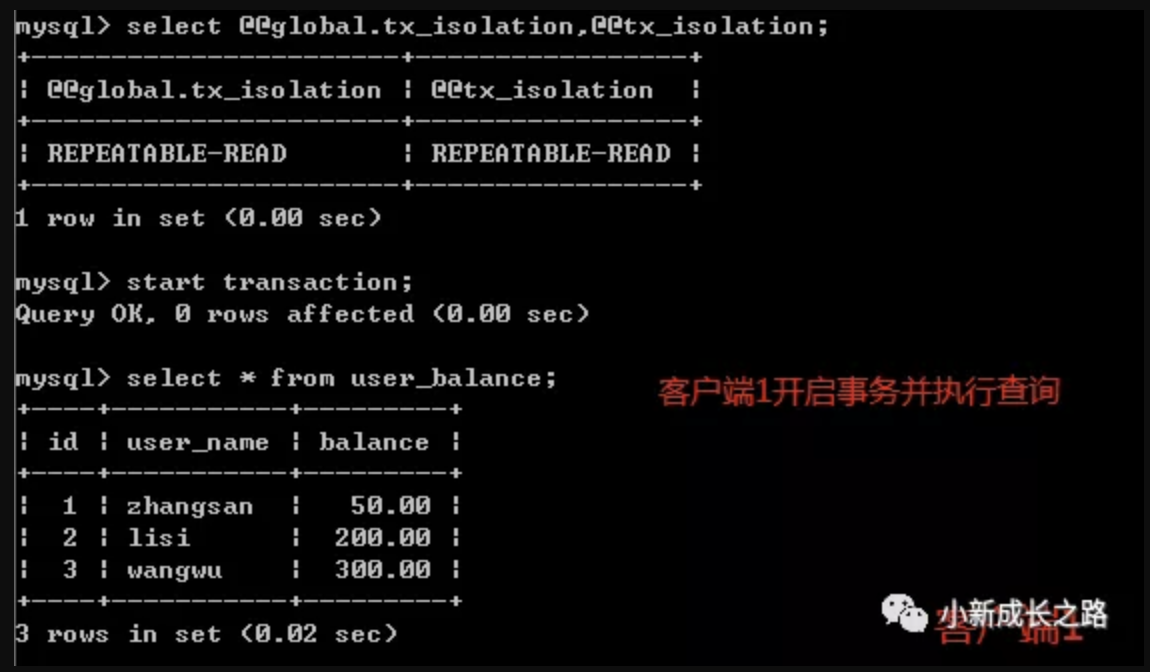 mysql> select @@global.tx_isolation,@@tx_isolation;
+-----------------------+-----------------+
| @@global.tx_isolation | @@tx_isolation  |
+-----------------------+-----------------+
| REPEATABLE-READ       | REPEATABLE-READ |
+-----------------------+-----------------+
1 row in set (0.00 sec)
mysql> start transaction;
Query OK, 0 rows affected (0.00 sec)
mysql> select * from user_balance;
客户端1开启事务并执行查询
+----+-----------+---------+
| id | user_name | balance |
+----+-----------+---------+
|  1 | zhangsan  |   50.00 |
|  2 | lisi      |  200.00 |
|  3 | wangwu    |  300.00 |
+----+-----------+---------+
3 rows in set (0.02 sec)
小新成长之路
客户端1